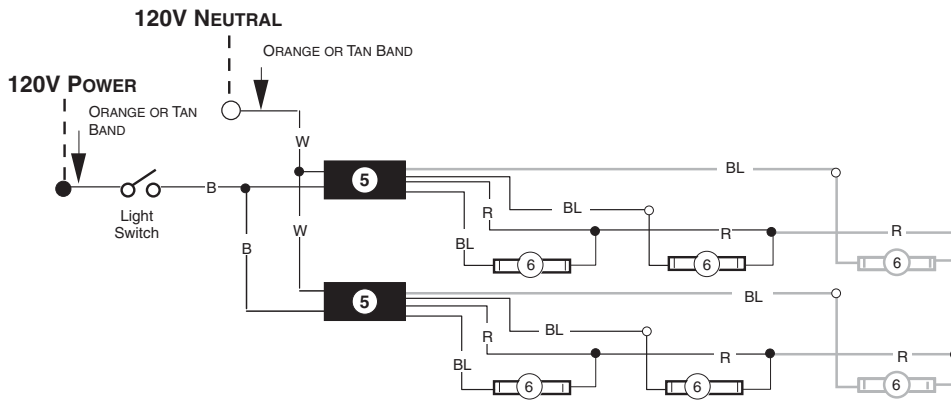 120V NEUTRAL
ORANGE OR TAN BAND
120V POWER
ORANGE OR TAN
BAND
W
BL
5
B
Light
Switch
R
BL
R
R
W
B
BL
6
6
6
5
BL
BL
R
R
R
BL
6
6
6